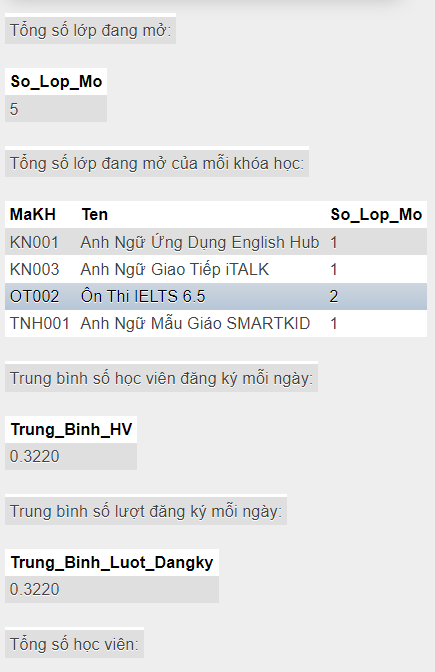 Tổng số lớp đang mở:
So_Lop_Mo
5
Tổng số lớp đang mở của mỗi khóa học:
MaKH Ten So_Lop_Mo
KN001 Anh Ngữ Ứng Dụng English Hub 1
KN003 Anh Ngữ Giao Tiếp iTALK 1
OT002 Ôn Thi IELTS 6.5 2
TNH001 Anh Ngữ Mẫu Giáo SMARTKID 1
Trung bình số học viên đăng ký mỗi ngày:
Trung_Binh_HV
0.3220
Trung bình số lượt đăng ký mỗi ngày:
Trung_Binh_Luot_Dangky
0.3220
Tổng số học viên: